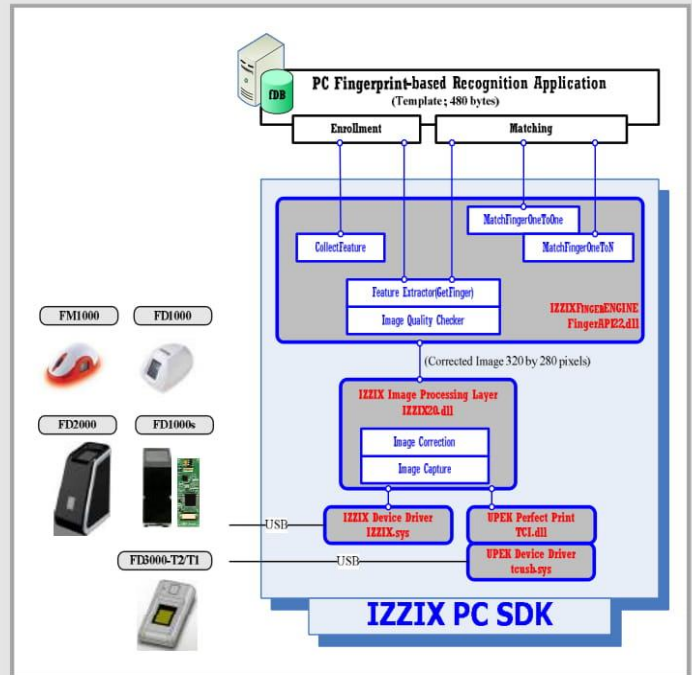 fDB
PC Fingerprint-based Recognition Application
(Template ; 480 bytes)
Enrollment
Matching
MatchFingerOneToOne
CollectFeature
MatchFingerOneToN
Feature Extractor(GetFinger)
Image Quality Checker
IZZIXFINGERENGINE
FingerAPI22.dll
FM1000
FD1000
(Corrected Image 320 by 280 pixels)
IZZIX Image Processing Layer
IZZIX20.dll
FD2000
FD1000s
Image Correction
Image Capture
USB
IZZIX Device Driver
IZZIX.sys
UPEK Perfect Print
TCI.dll
FD3000-T2/T1
USB
UPEK Device Driver
tcusb.sys
IZZIX PC SDK